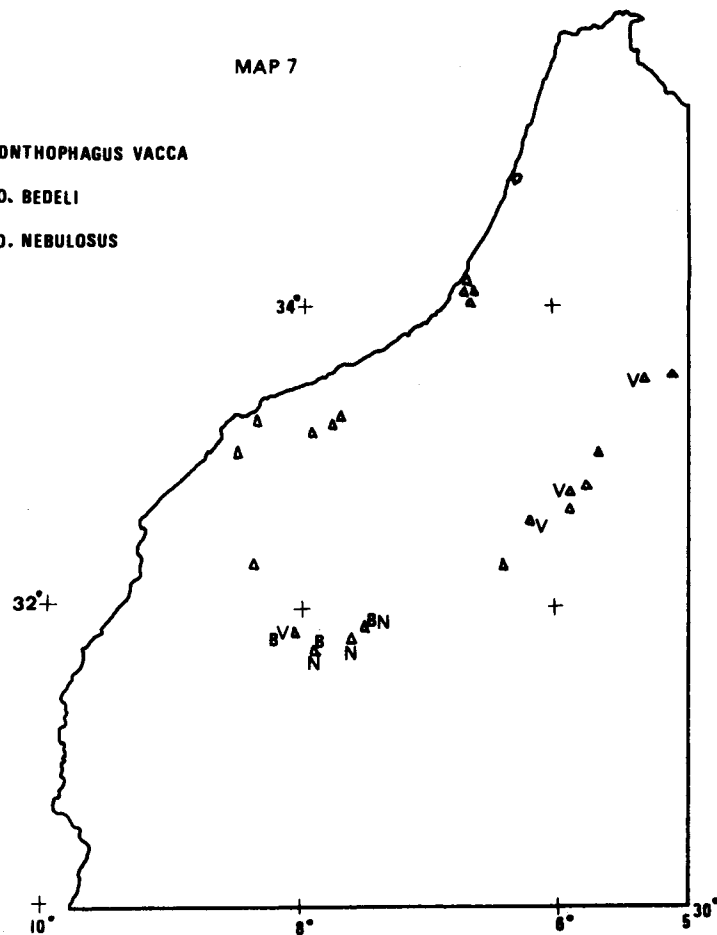 MAP 7
ONTHOPHAGUS VACCA
O. BEDELI
O. NEBULOSUS
34°
V
V
V
32°
B V B BN
N N
30°
10° 8° 6° 5